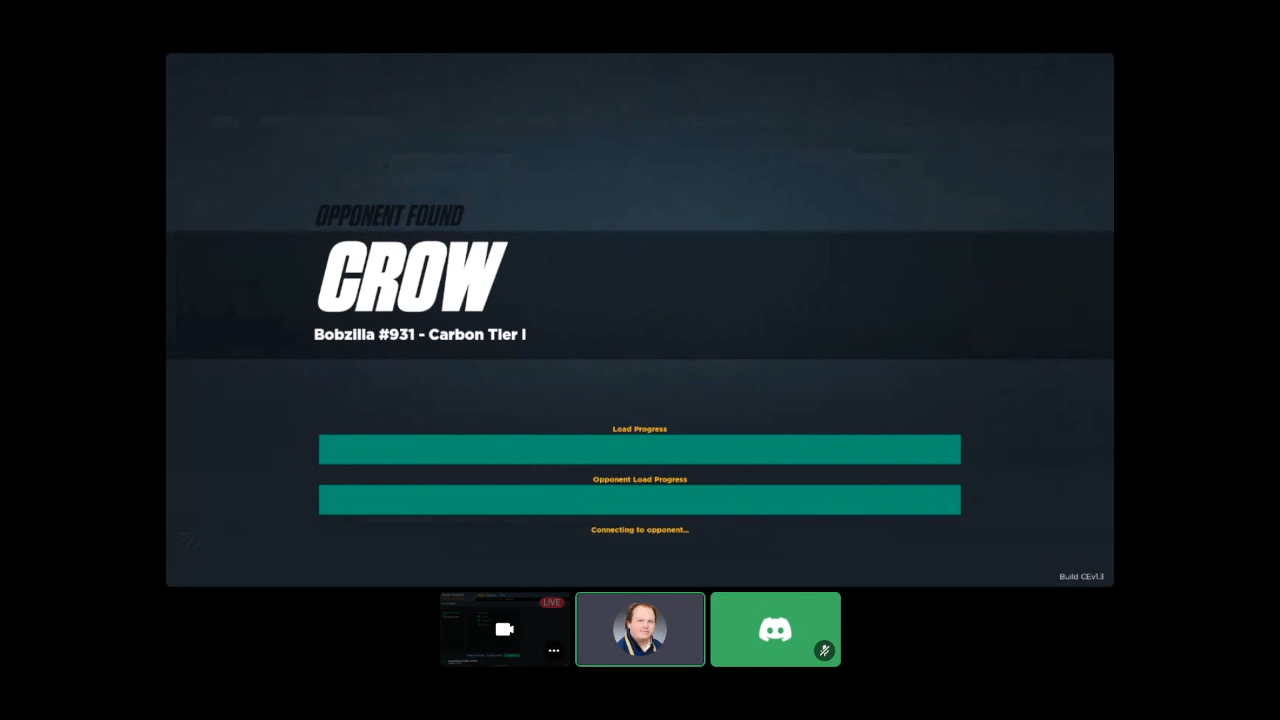 OPPONENT FOUND
CROW
Bobzilla #931 - Carbon Tier I
Load Progress
Opponent Load Progress
Connecting to opponent...
Build CEv1.3
LIVE